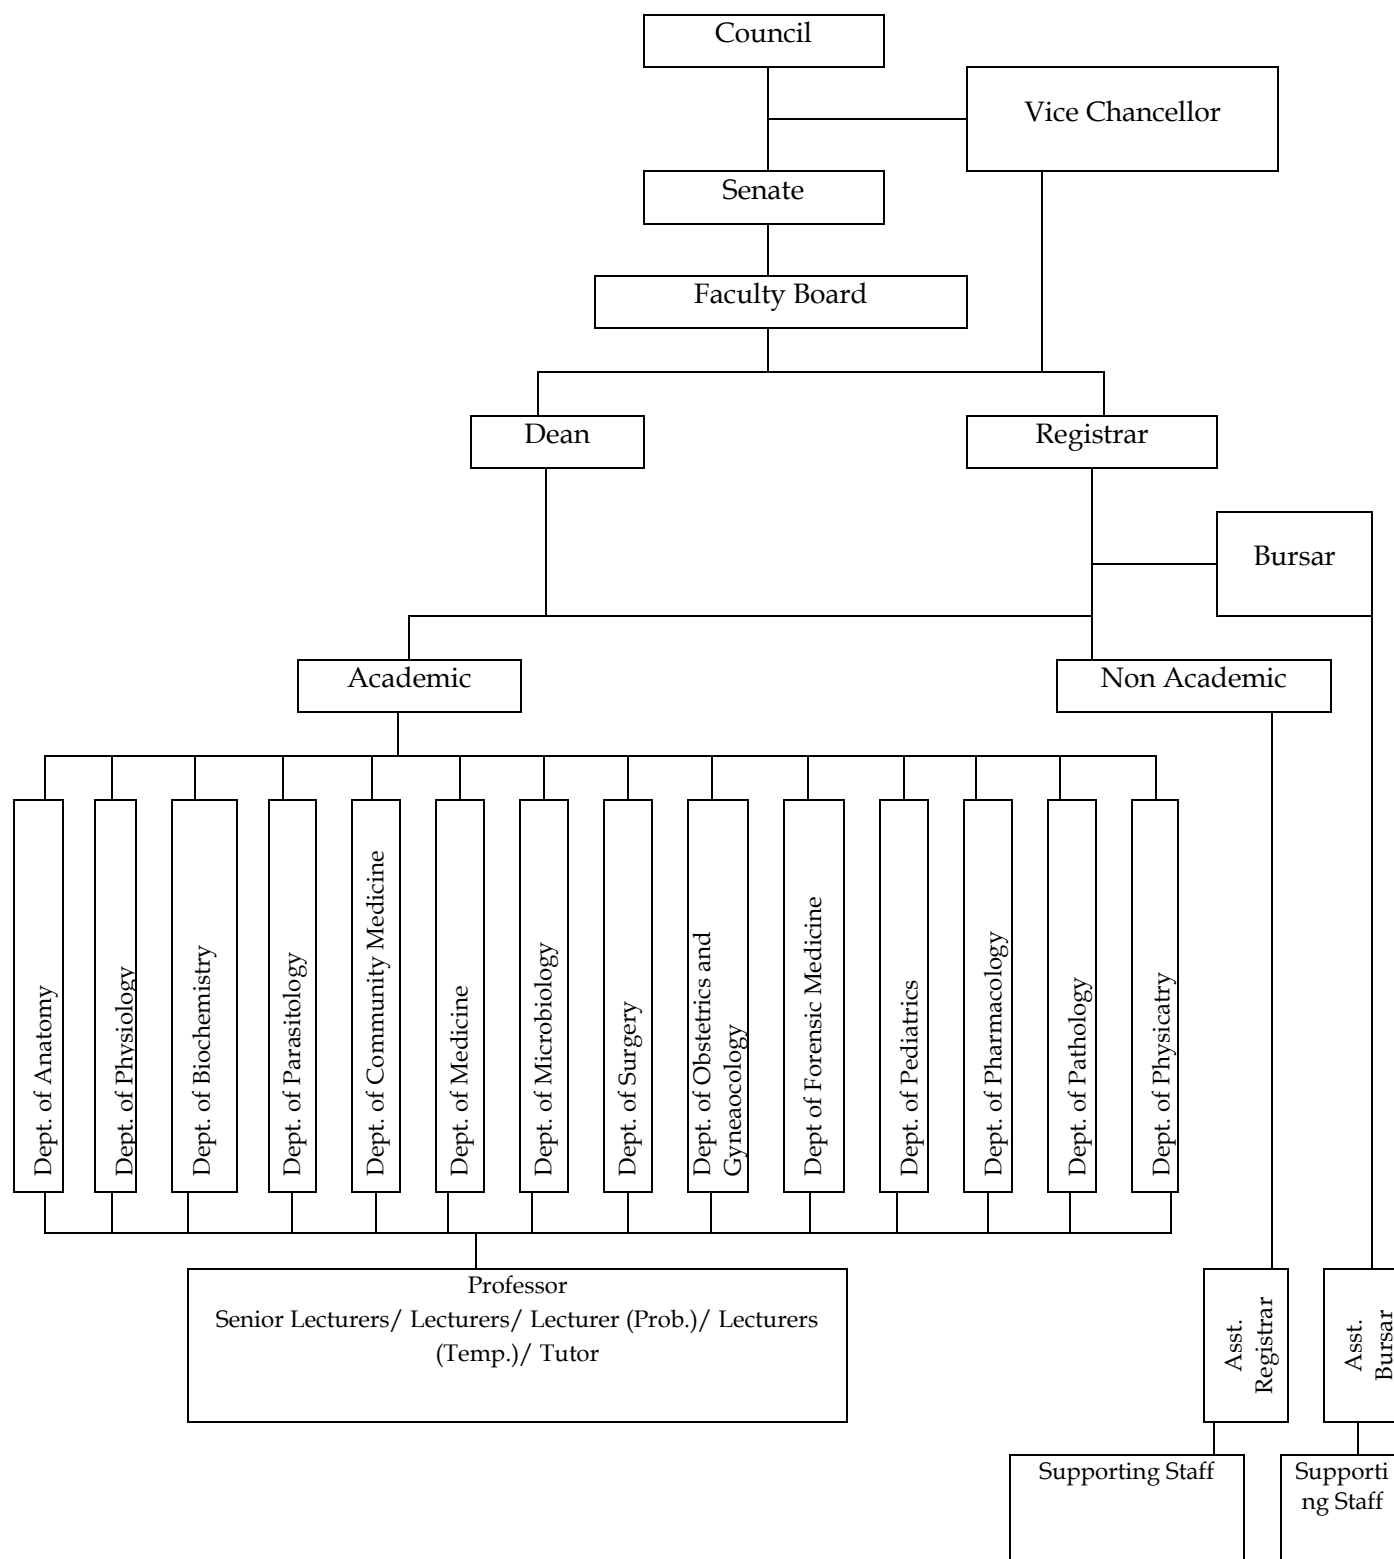 Council
Vice Chancellor
Senate
Faculty Board
Dean
Registrar
Bursar
Academic
Non Academic
Dept. of Anatomy
Dept. of Physiology
Dept. of Biochemistry
Dept. of Parasitology
Dept. of Community Medicine
Dept. of Medicine
Dept. of Microbiology
Dept. of Surgery
Dept. of Obstetrics and
Gyneaocology
Dept of Forensic Medicine
Dept. of Pediatrics
Dept. of Pharmacology
Dept. of Pathology
Dept. of Physicatry
Professor
Senior Lecturers/ Lecturers/ Lecturer (Prob.)/ Lecturers
(Temp.)/ Tutor
Asst.
Registrar
Asst.
Bursar
Supporting Staff
Supporti
ng Staff